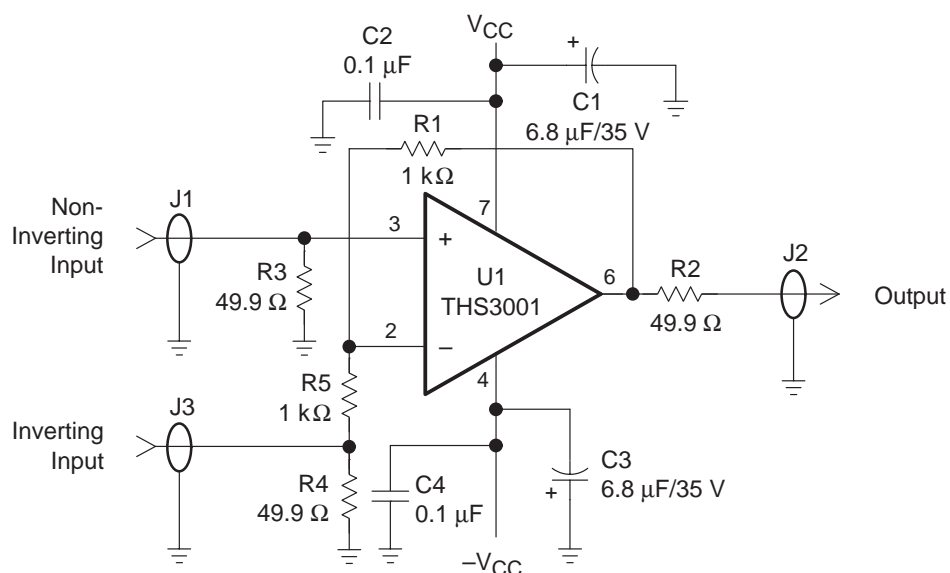 VCC
C2
0.1 μF
+
C1
6.8 μF/35 V
R1
1 kΩ
Non-
Inverting
Input
J1
3
+
7
R3
49.9 Ω
U1
THS3001
6
R2
49.9 Ω
J2
Output
2
–
4
R5
1 kΩ
Inverting
Input
J3
R4
49.9 Ω
C4
0.1 μF
C3
6.8 μF/35 V
+
–VCC